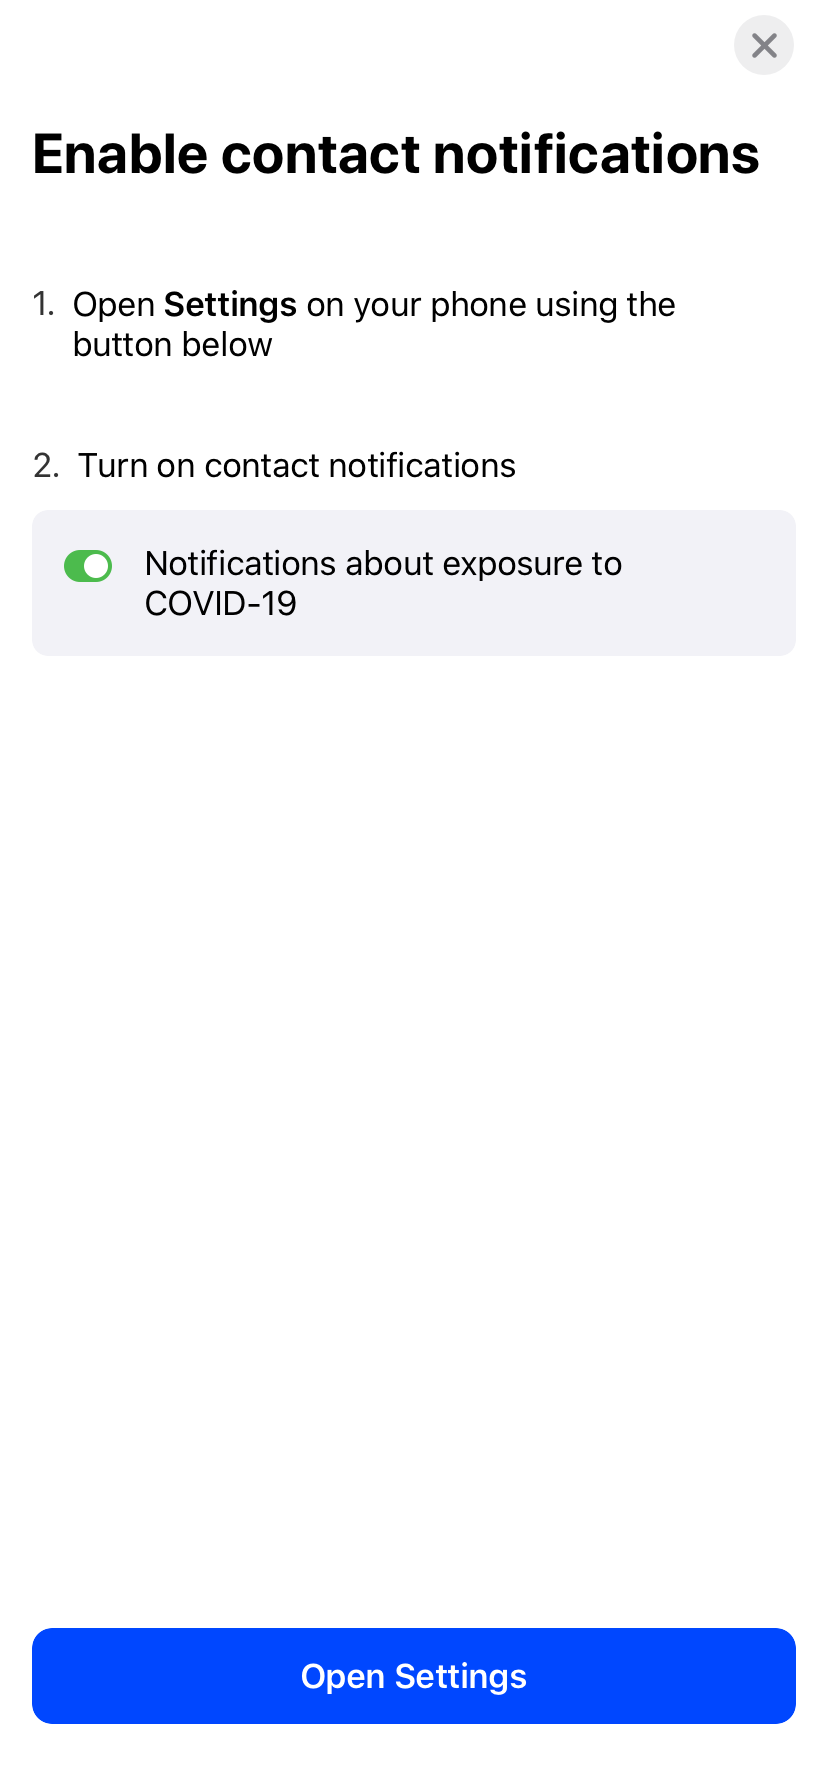 Enable contact notifications
1. Open Settings on your phone using the
button below
2. Turn on contact notifications
Notifications about exposure to
COVID-19
Open Settings